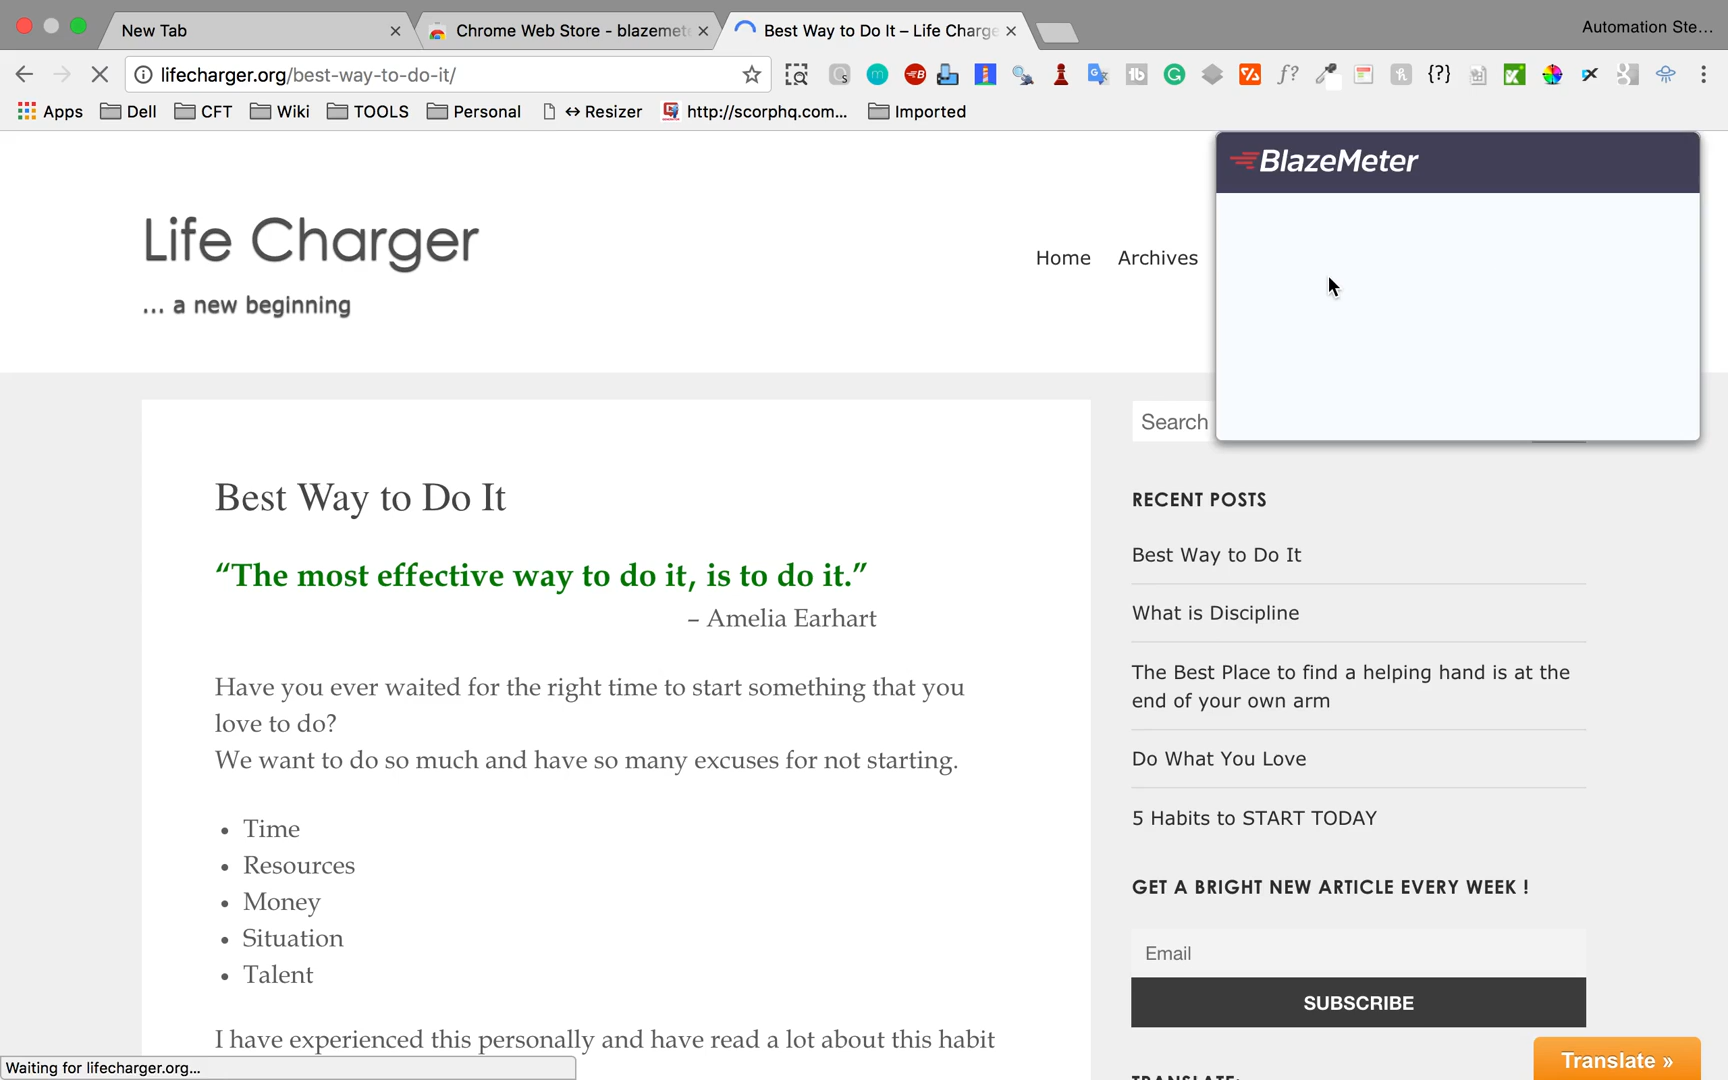 New Tab
Chrome Web Store - blazemet
Best Way to Do It – Life Charge
Automation Ste...
lifecharger.org/best-way-to-do-it/
Apps
Dell
CFT
Wiki
TOOLS
Personal
↔ Resizer
http://scorphq.com...
Imported
BlazeMeter
Life Charger
... a new beginning
Home
Archives
Search
Best Way to Do It
“The most effective way to do it, is to do it.”
– Amelia Earhart
Have you ever waited for the right time to start something that you
love to do?
We want to do so much and have so many excuses for not starting.
• Time
• Resources
• Money
• Situation
• Talent
I have experienced this personally and have read a lot about this habit
RECENT POSTS
Best Way to Do It
What is Discipline
The Best Place to find a helping hand is at the
end of your own arm
Do What You Love
5 Habits to START TODAY
GET A BRIGHT NEW ARTICLE EVERY WEEK !
Email
SUBSCRIBE
TRANSLATE:
Translate »
Waiting for lifecharger.org...